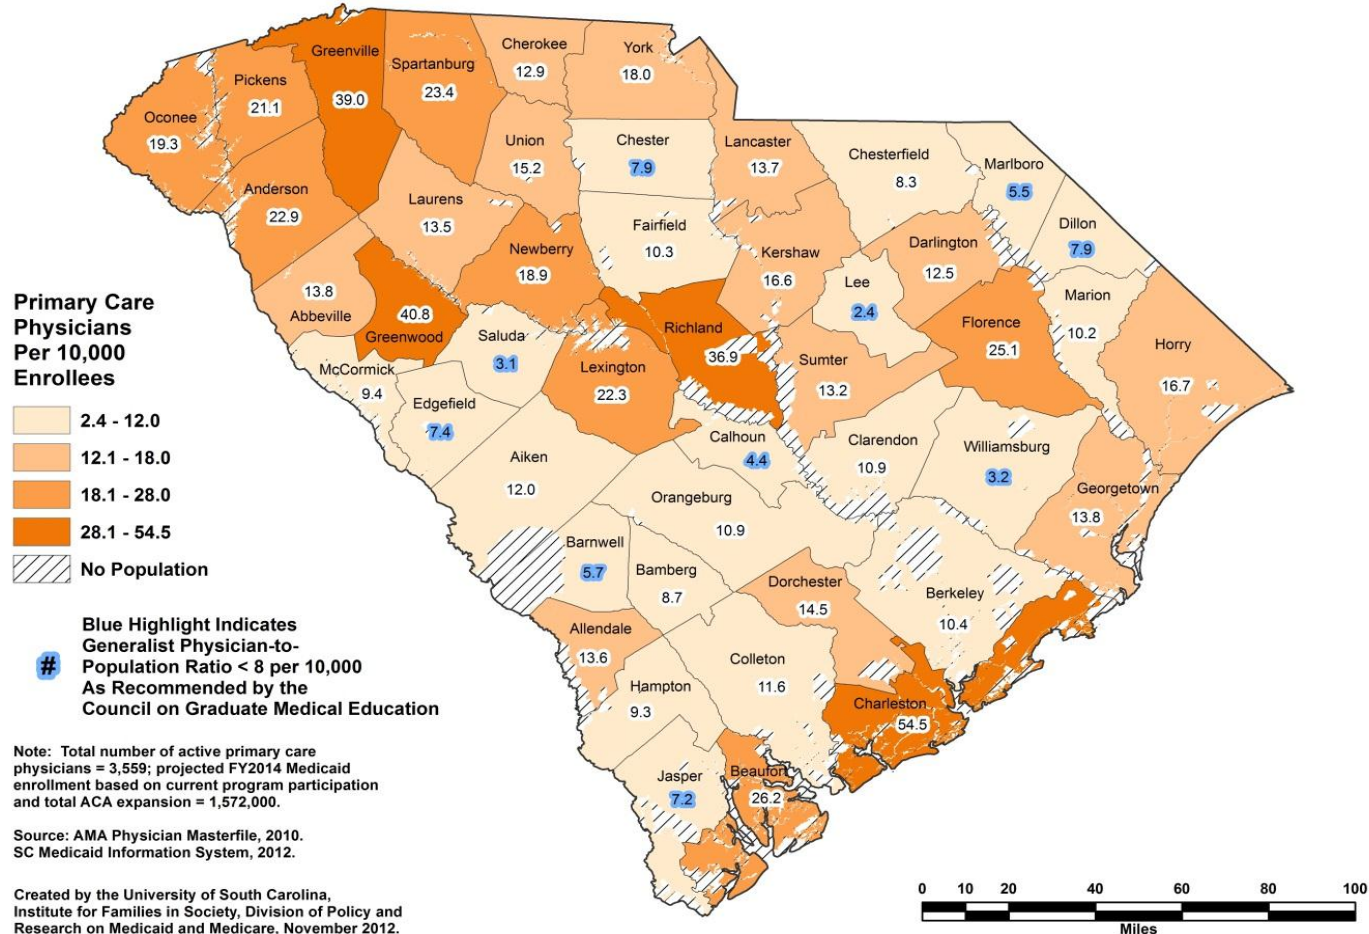 Greenville
39.0
Spartanburg
23.4
Cherokee
12.9
York
18.0
Pickens
21.1
Oconee
19.3
Anderson
22.9
Union
15.2
Chester
7.9
Lancaster
13.7
Chesterfield
8.3
Marlboro
5.5
Dillon
7.9
Laurens
13.5
Newberry
18.9
Fairfield
10.3
Kershaw
16.6
Darlington
12.5
Lee
2.4
Marion
10.2
Florence
25.1
Horry
16.7
13.8
Abbeville
40.8
Greenwood
Saluda
3.1
Richland
36.9
Lexington
22.3
Sumter
13.2
McCormick
9.4
Edgefield
7.4
Aiken
12.0
Calhoun
4.4
Clarendon
10.9
Williamsburg
3.2
Georgetown
13.8
Orangeburg
10.9
Barnwell
5.7
Bamberg
8.7
Dorchester
14.5
Berkeley
10.4
Allendale
13.6
Colleton
11.6
Hampton
9.3
Charleston
54.5
Jasper
7.2
Beaufort
26.2
Primary Care
Physicians
Per 10,000
Enrollees
2.4 - 12.0
12.1 - 18.0
18.1 - 28.0
28.1 - 54.5
No Population
#
Blue Highlight Indicates
Generalist Physician-to-
Population Ratio < 8 per 10,000
As Recommended by the
Council on Graduate Medical Education
Note: Total number of active primary care
physicians = 3,559; projected FY2014 Medicaid
enrollment based on current program participation
and total ACA expansion = 1,572,000.
Source: AMA Physician Masterfile, 2010.
SC Medicaid Information System, 2012.
Created by the University of South Carolina,
Institute for Families in Society, Division of Policy and
Research on Medicaid and Medicare, November 2012.
0 10 20 40 60 80 100
Miles